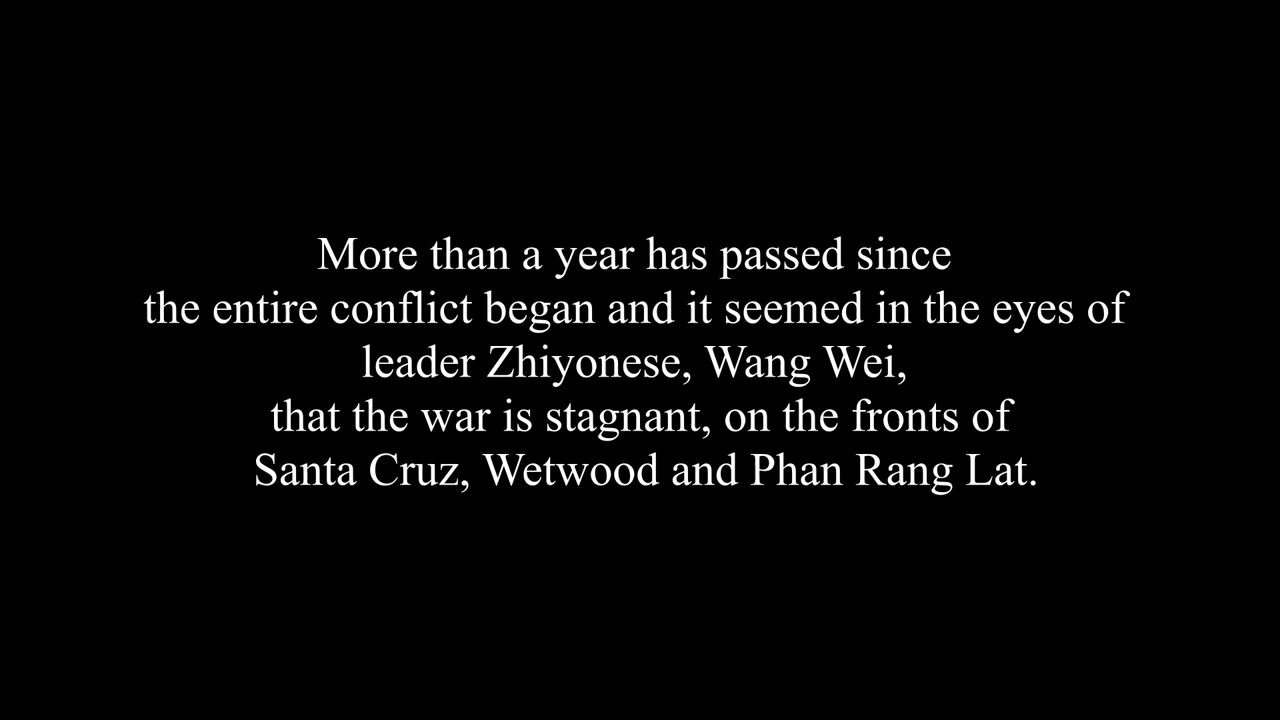 More than a year has passed since
the entire conflict began and it seemed in the eyes of
leader Zhiyonese, Wang Wei,
that the war is stagnant, on the fronts of
Santa Cruz, Wetwood and Phan Rang Lat.